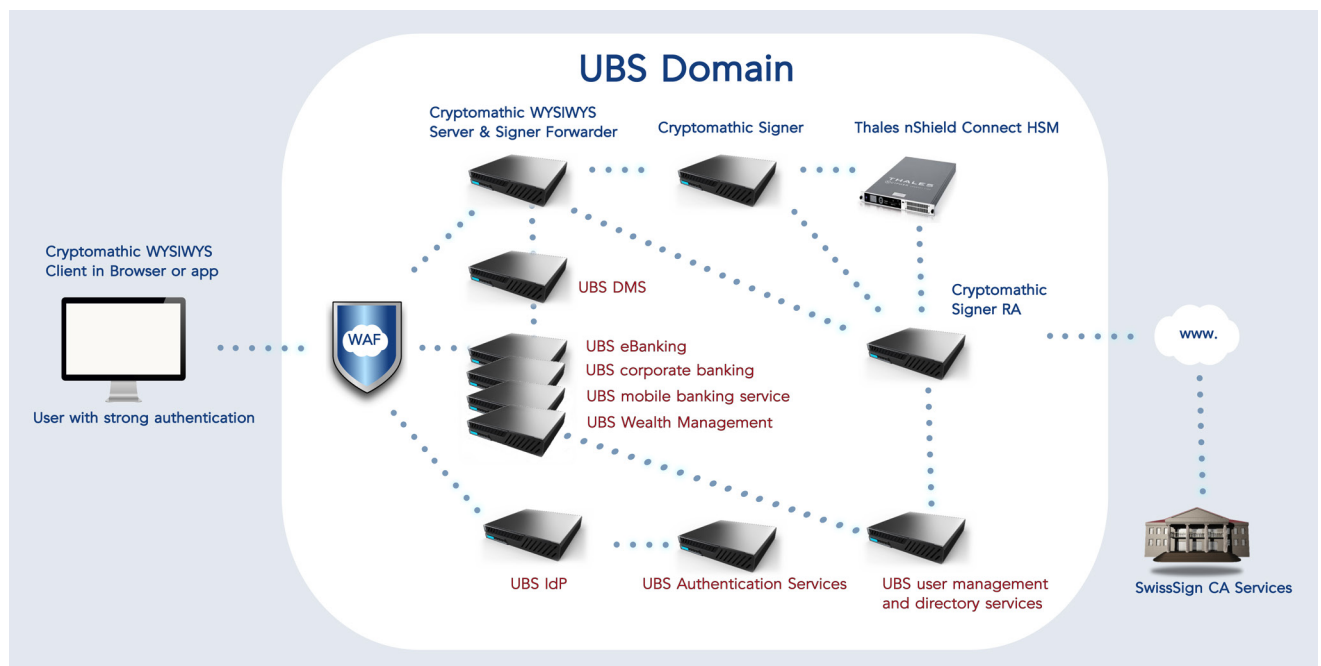 UBS Domain
Cryptomathic WYSIWYS
Server & Signer Forwarder
Cryptomathic Signer
Thales nShield Connect HSM
THALES
Cryptomathic WYSIWYS
Client in Browser or app
UBS DMS
Cryptomathic
Signer RA
WAF
www.
UBS eBanking
UBS corporate banking
UBS mobile banking service
UBS Wealth Management
User with strong authentication
UBS IdP
UBS Authentication Services
UBS user management
and directory services
SwissSign CA Services